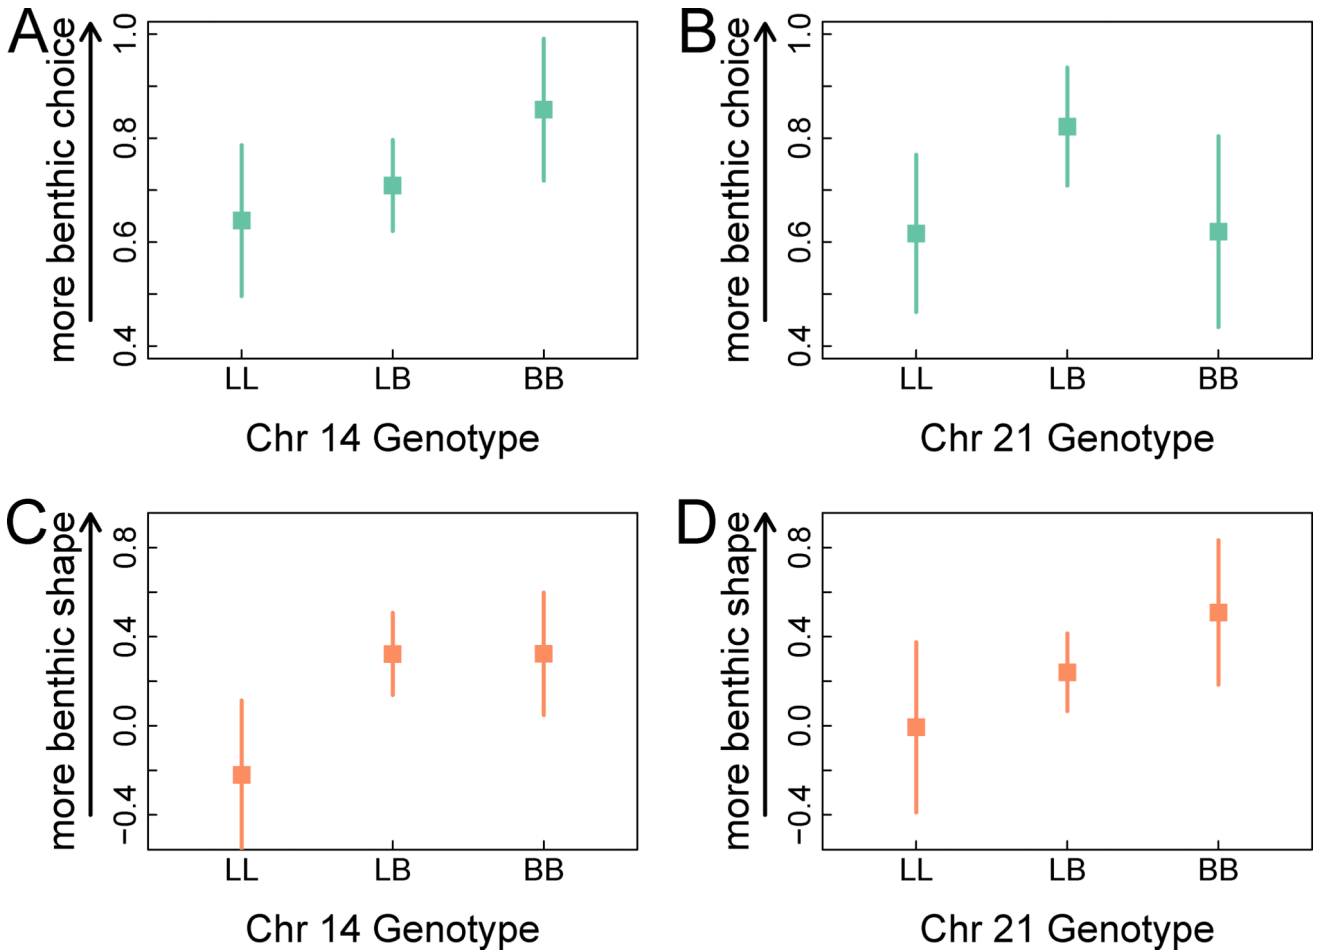 A
more benthic choice
1.0
0.8
0.6
0.4
LL LB BB
Chr 14 Genotype
B
more benthic choice
1.0
0.8
0.6
0.4
LL LB BB
Chr 21 Genotype
C
more benthic shape
0.8
0.4
0.0
−0.4
LL LB BB
Chr 14 Genotype
D
more benthic shape
0.8
0.4
0.0
−0.4
LL LB BB
Chr 21 Genotype